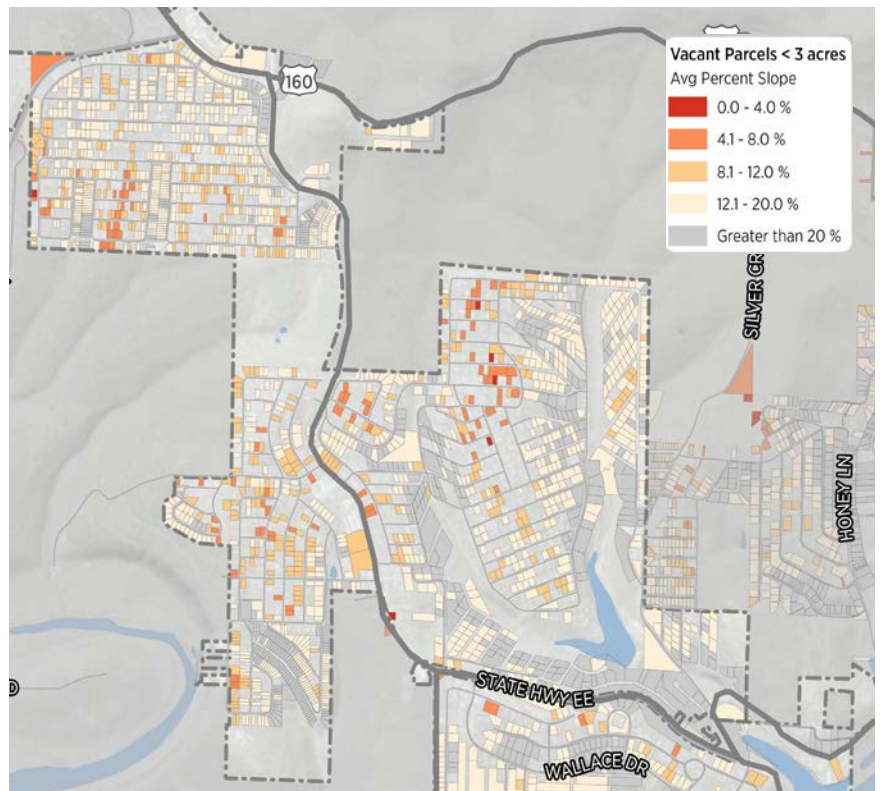 160
Vacant Parcels < 3 acres
Avg Percent Slope
0.0 - 4.0 %
4.1 - 8.0 %
8.1 - 12.0 %
12.1 - 20.0 %
Greater than 20 %
SILVER CR
HONEY LN
STATE HWY EE
WALLACE DR